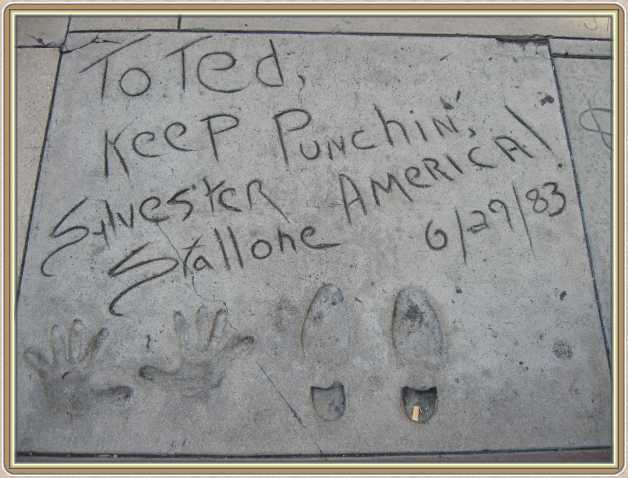 To Ted,
KEEP PUNCHIN',
AMERICA!
Sylvester
Stallone
6/29/83